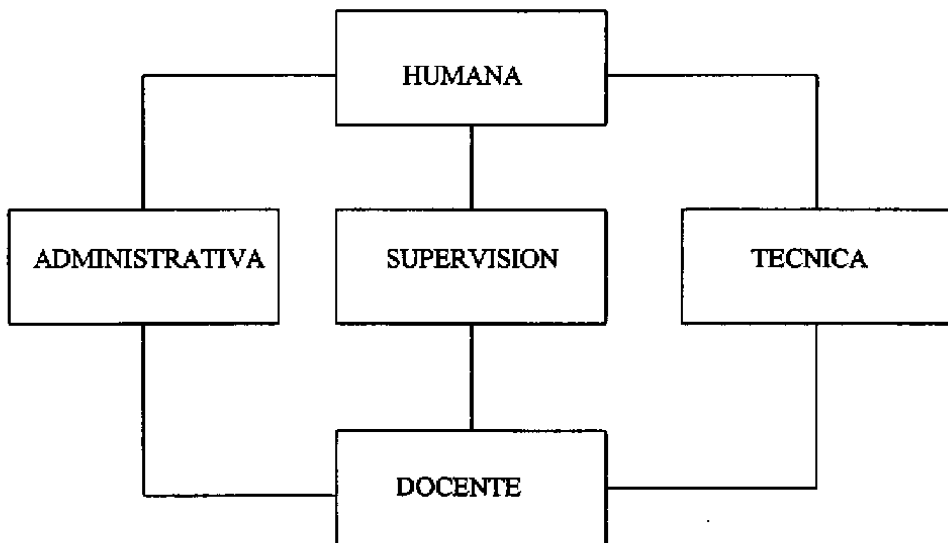 HUMANA
ADMINISTRATIVA
SUPERVISION
TECNICA
DOCENTE